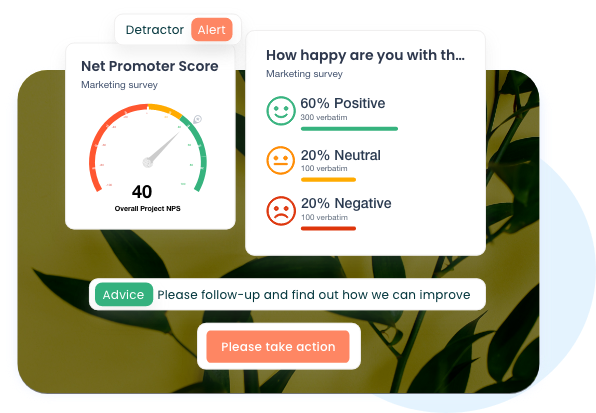 Detractor Alert
Net Promoter Score
Marketing survey
40
Overall Project NPS
How happy are you with th...
Marketing survey
60% Positive
300 verbatim
20% Neutral
100 verbatim
20% Negative
100 verbatim
Advice Please follow-up and find out how we can improve
Please take action